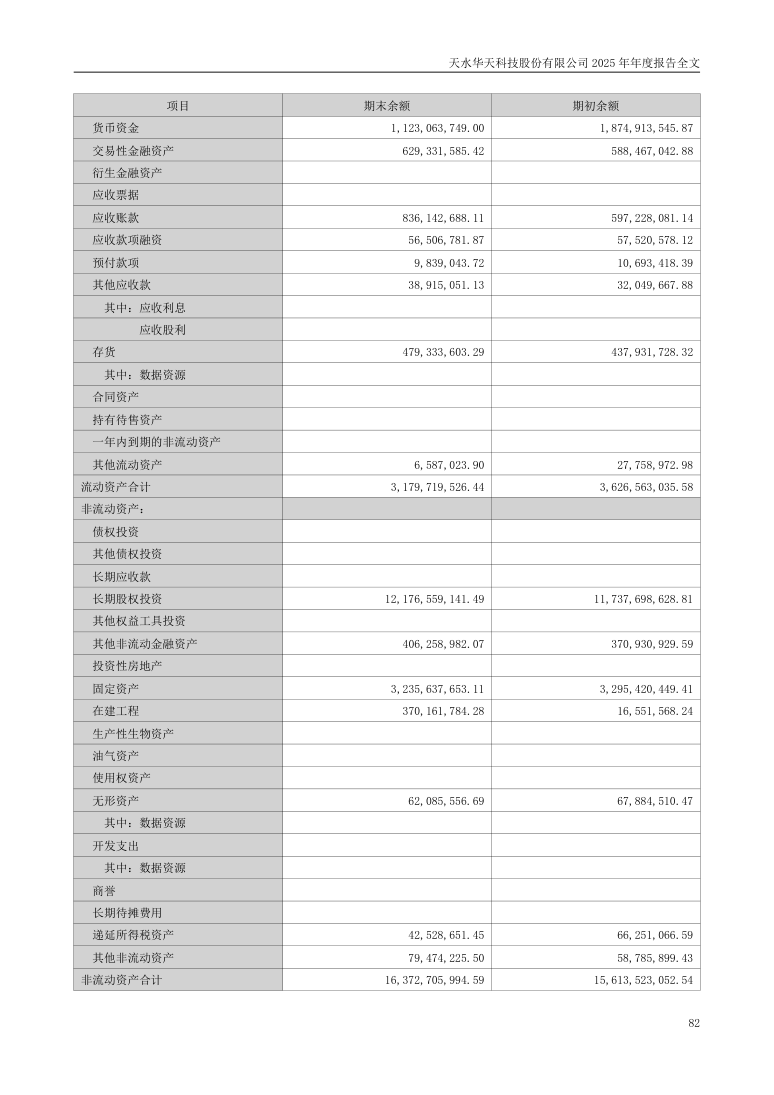 天水华天科技股份有限公司 2025 年年度报告全文
项目 期末余额 期初余额
货币资金 1,123,063,749.00 1,874,913,545.87
交易性金融资产 629,331,585.42 588,467,042.88
衍生金融资产
应收票据
应收账款 836,142,688.11 597,228,081.14
应收款项融资 56,506,781.87 57,520,578.12
预付款项 9,839,043.72 10,693,418.39
其他应收款 38,915,051.13 32,049,667.88
其中：应收利息
应收股利
存货 479,333,603.29 437,931,728.32
其中：数据资源
合同资产
持有待售资产
一年内到期的非流动资产
其他流动资产 6,587,023.90 27,758,972.98
流动资产合计 3,179,719,526.44 3,626,563,035.58
非流动资产：
债权投资
其他债权投资
长期应收款
长期股权投资 12,176,559,141.49 11,737,698,628.81
其他权益工具投资
其他非流动金融资产 406,258,982.07 370,930,929.59
投资性房地产
固定资产 3,235,637,653.11 3,295,420,449.41
在建工程 370,161,784.28 16,551,568.24
生产性生物资产
油气资产
使用权资产
无形资产 62,085,556.69 67,884,510.47
其中：数据资源
开发支出
其中：数据资源
商誉
长期待摊费用
递延所得税资产 42,528,651.45 66,251,066.59
其他非流动资产 79,474,225.50 58,785,899.43
非流动资产合计 16,372,705,994.59 15,613,523,052.54
82